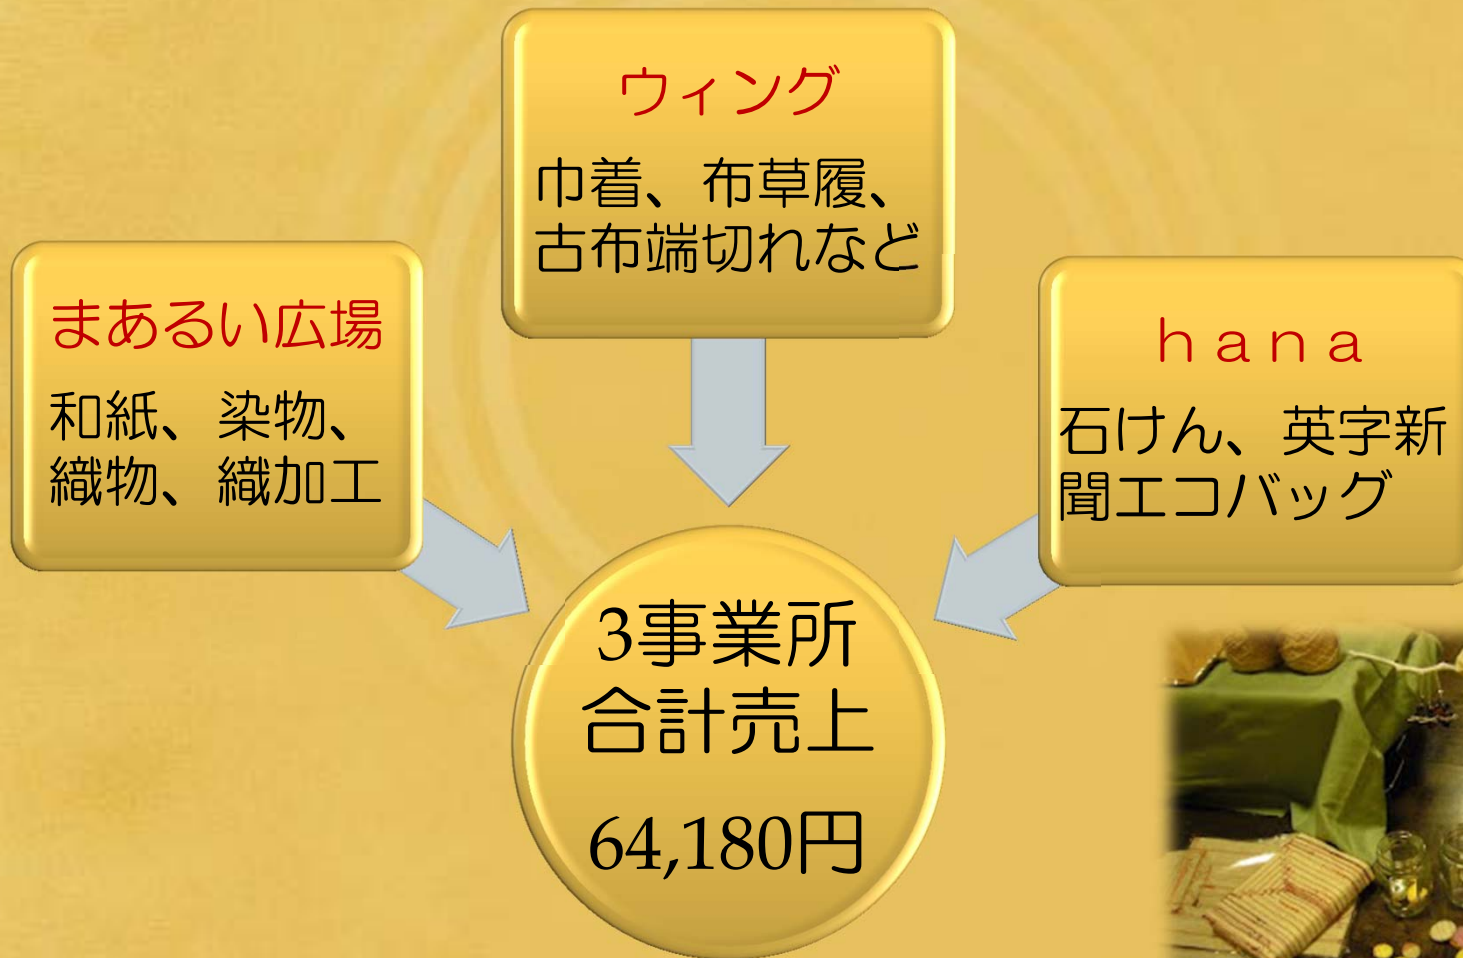 ウィング
巾着、布草履、
古布端切れなど
まあるい広場
和紙、染物、
織物、織加工
ｈａｎａ
石けん、英字新
聞エコバッグ
3事業所
合計売上
64,180円